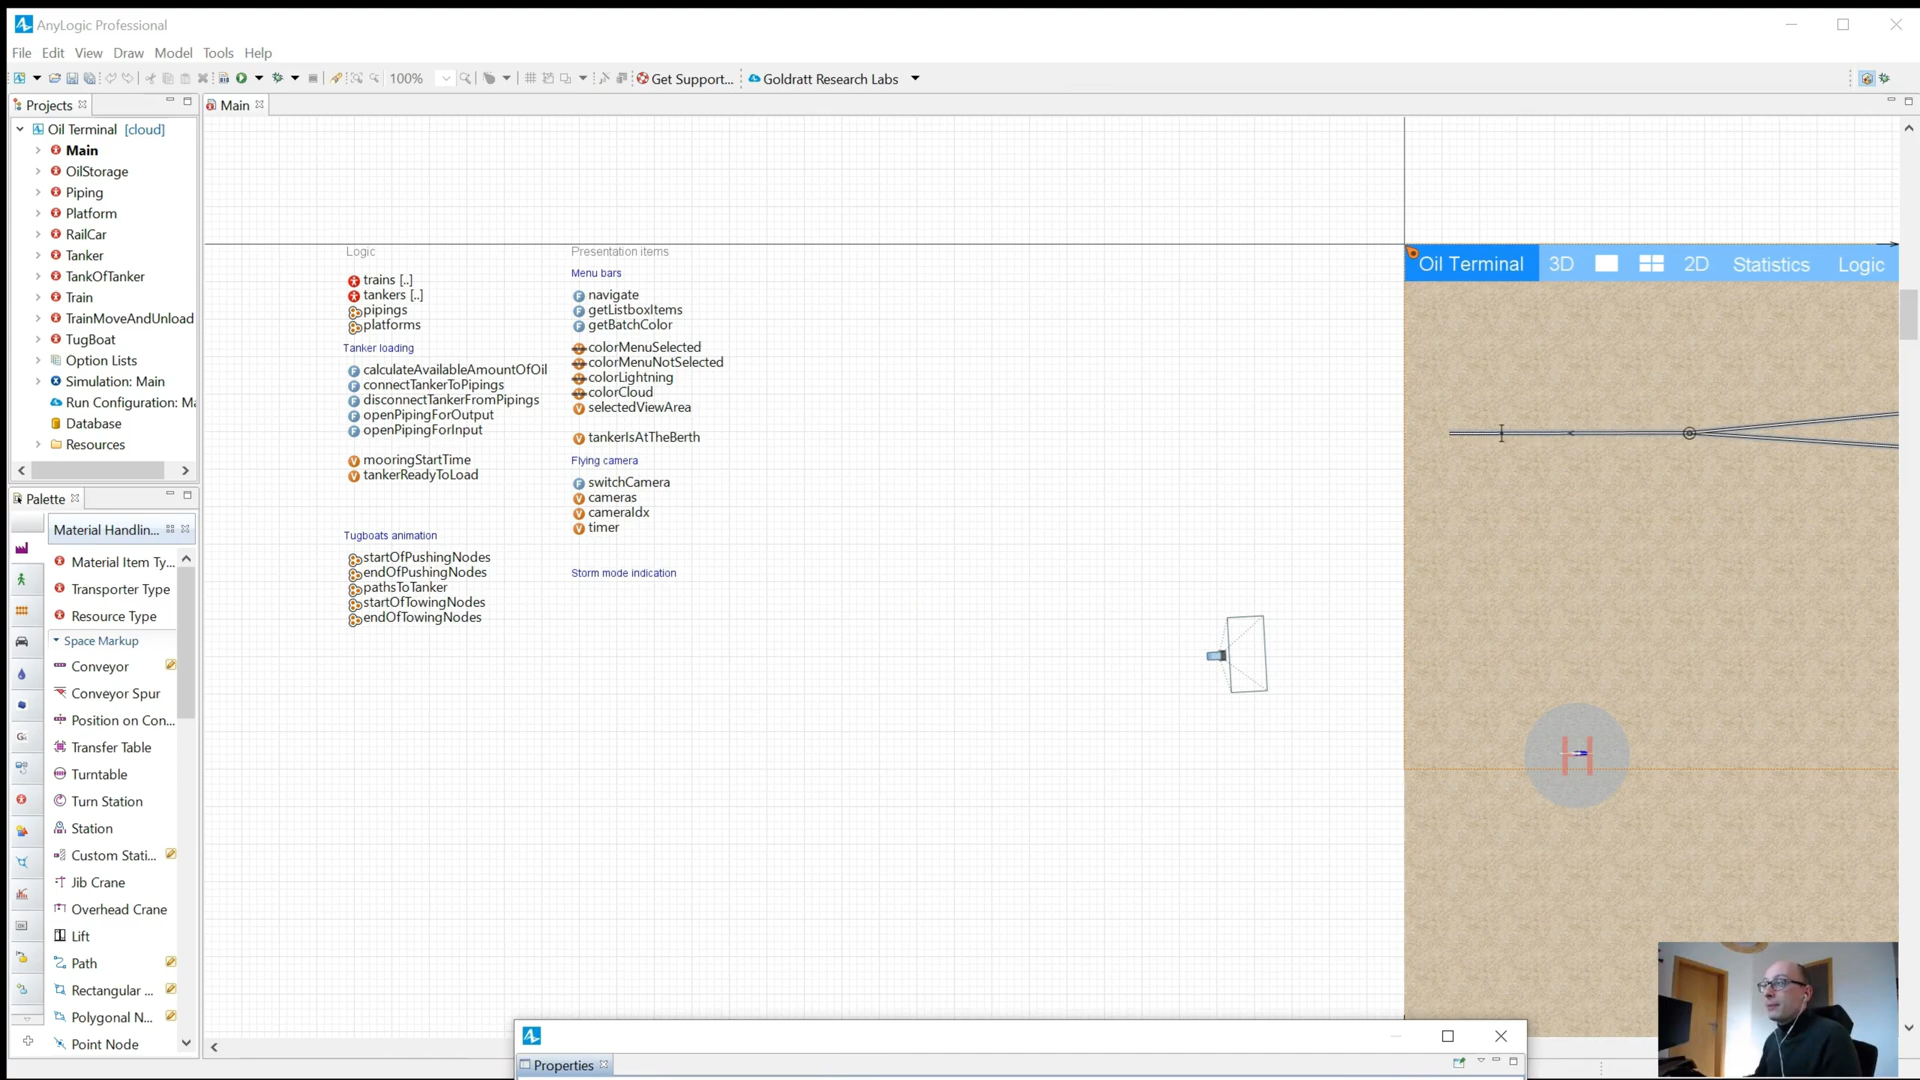 AnyLogic Professional
File Edit View Draw Model Tools Help
100% Get Support... Goldratt Research Labs
Projects
Main
Oil Terminal [cloud]
Main
OilStorage
Piping
Platform
RailCar
Tanker
TankOfTanker
Train
TrainMoveAndUnload
TugBoat
Option Lists
Simulation: Main
Run Configuration: Ma
Database
Resources
Palette
Material Handlin...
Material Item Ty...
Transporter Type
Resource Type
Space Markup
Conveyor
Conveyor Spur
Position on Con...
Transfer Table
Turntable
Turn Station
Station
Custom Stati...
Jib Crane
Overhead Crane
Lift
Path
Rectangular ...
Polygonal N...
Point Node
Logic
trains [..]
tankers [..]
pipings
platforms
Tanker loading
calculateAvailableAmountOfOil
connectTankerToPipings
disconnectTankerFromPipings
openPipingForOutput
openPipingForInput
mooringStartTime
tankerReadyToLoad
Tugboats animation
startOfPushingNodes
endOfPushingNodes
pathsToTanker
startOfTowingNodes
endOfTowingNodes
Presentation items
Menu bars
navigate
getListboxItems
getBatchColor
colorMenuSelected
colorMenuNotSelected
colorLightning
colorCloud
selectedViewArea
tankerIsAtTheBerth
Flying camera
switchCamera
cameras
cameraIdx
timer
Storm mode indication
Oil Terminal 3D 2D Statistics Logic
H
Properties